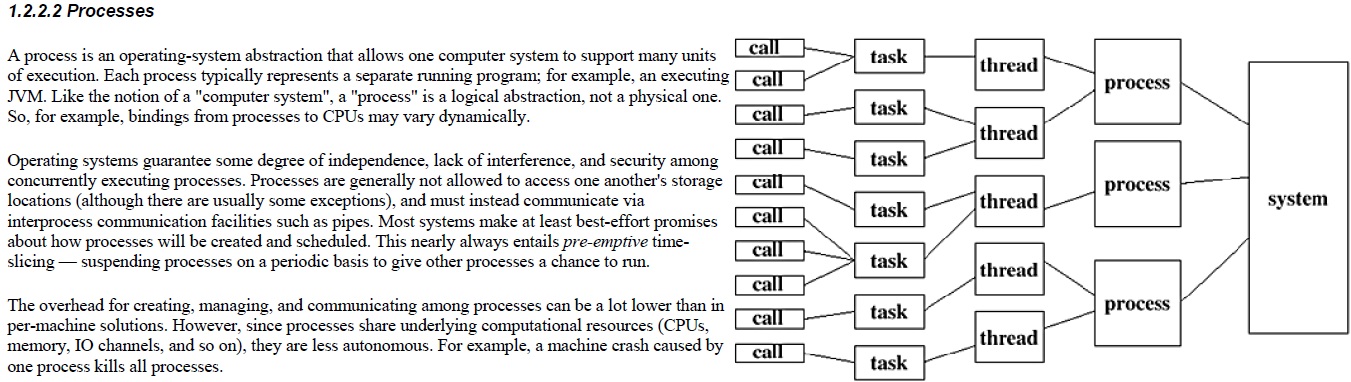 1.2.2.2 Processes
A process is an operating-system abstraction that allows one computer system to support many units
of execution. Each process typically represents a separate running program; for example, an executing
JVM. Like the notion of a "computer system", a "process" is a logical abstraction, not a physical one.
So, for example, bindings from processes to CPUs may vary dynamically.
Operating systems guarantee some degree of independence, lack of interference, and security among
concurrently executing processes. Processes are generally not allowed to access one another's storage
locations (although there are usually some exceptions), and must instead communicate via
interprocess communication facilities such as pipes. Most systems make at least best-effort promises
about how processes will be created and scheduled. This nearly always entails pre-emptive time-
slicing — suspending processes on a periodic basis to give other processes a chance to run.
The overhead for creating, managing, and communicating among processes can be a lot lower than in
per-machine solutions. However, since processes share underlying computational resources (CPUs,
memory, IO channels, and so on), they are less autonomous. For example, a machine crash caused by
one process kills all processes.
call
call
call
call
call
call
call
call
call
call
task
task
task
task
task
task
task
thread
thread
thread
thread
thread
process
process
process
system